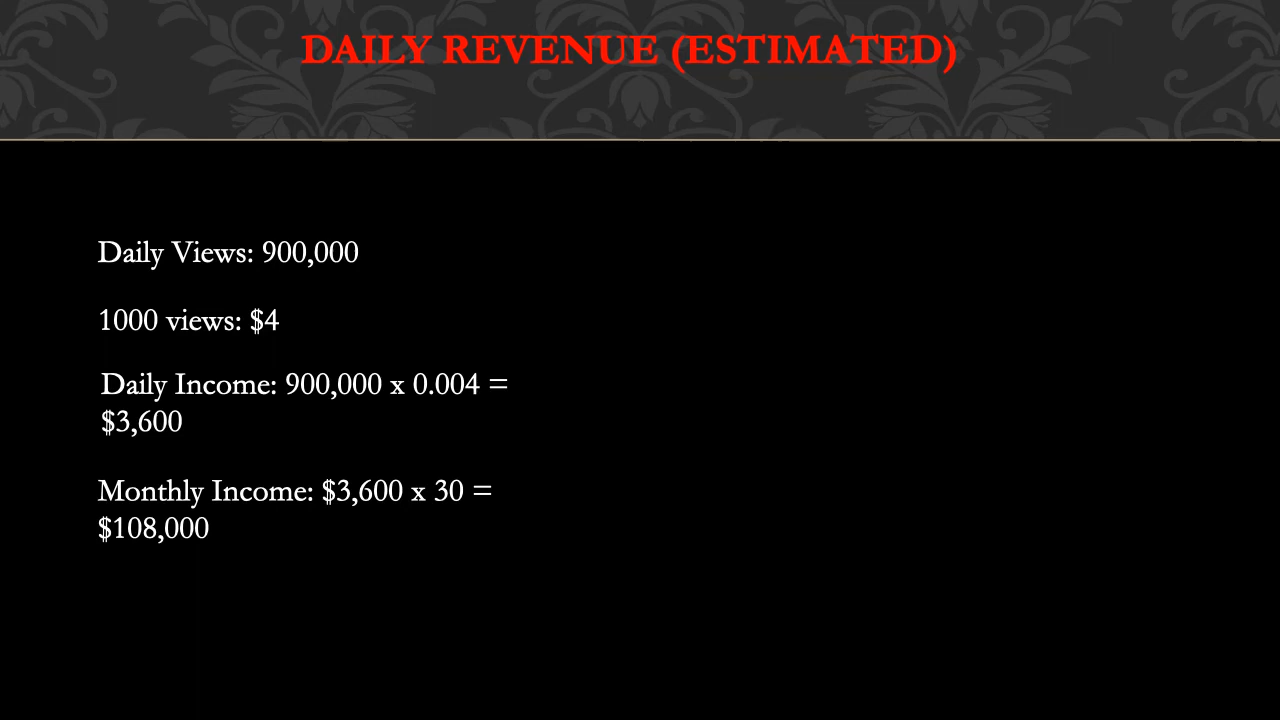 DAILY REVENUE (ESTIMATED)
Daily Views: 900,000
1000 views: $4
Daily Income: 900,000 x 0.004 =
$3,600
Monthly Income: $3,600 x 30 =
$108,000